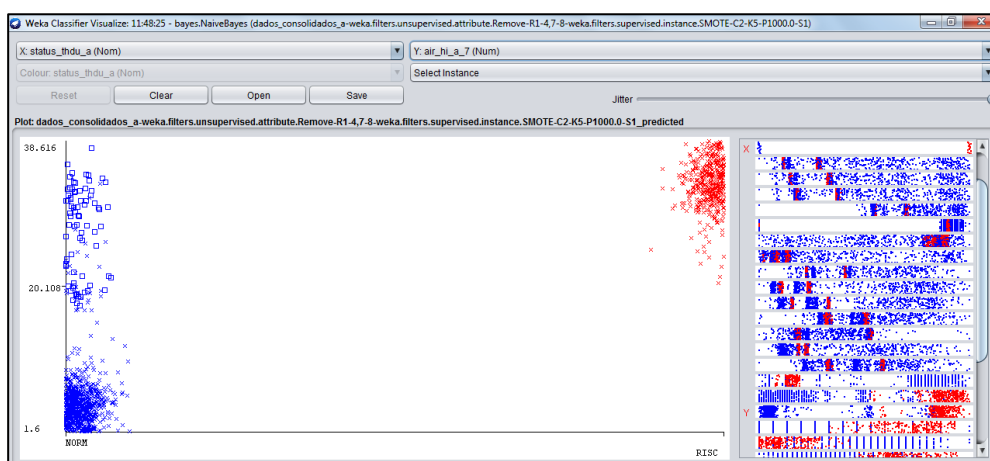 Weka Classifier Visualize: 11:48:25 - bayes.NaiveBayes (dados_consolidados_a-weka.filters.unsupervised.attribute.Remove-R1-4,7-8-weka.filters.supervised.instance.SMOTE-C2-K5-P1000.0-S1)
X: status_thdu_a (Nom) Y: air_hi_a_7 (Num)
Colour: status_thdu_a (Nom) Select Instance
Reset Clear Open Save Jitter
Plot: dados_consolidados_a-weka.filters.unsupervised.attribute.Remove-R1-4,7-8-weka.filters.supervised.instance.SMOTE-C2-K5-P1000.0-S1_predicted
38.616 X
20.108
1.6 Y
NORM RISC